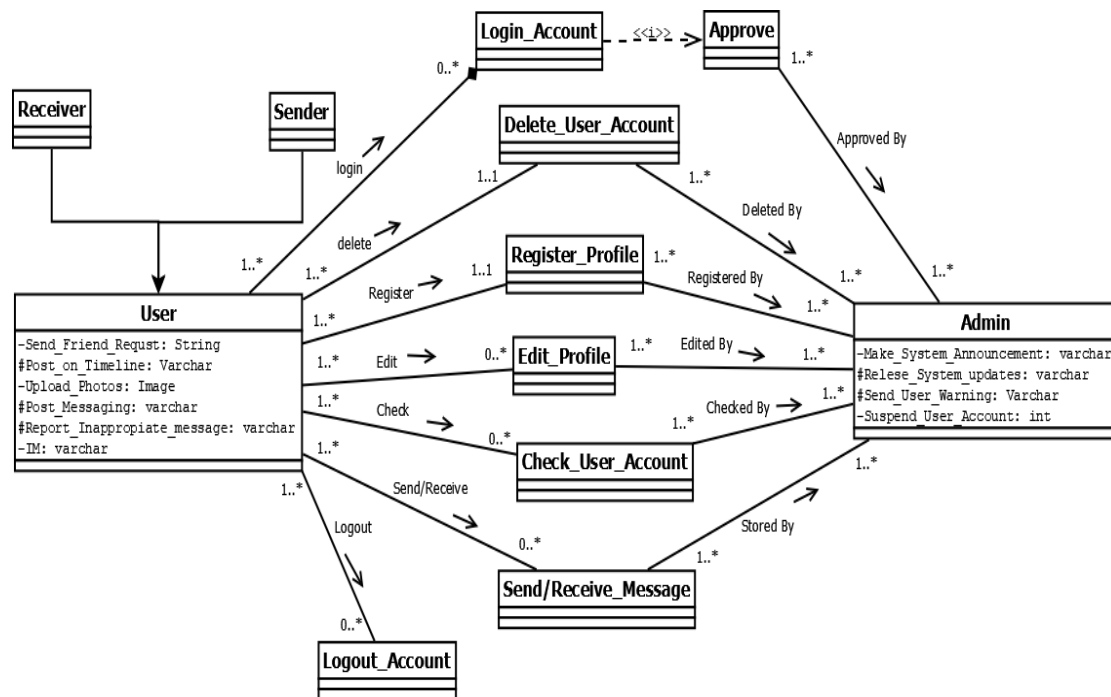 Login_Account
<<i>>
Approve
0..*
1..*
Receiver
Sender
Delete_User_Account
login
Approved By
1..1
1..*
delete
Deleted By
1..*
1..*
Register_Profile
1..1
1..*
Register
Registered By
1..*
1..*
User
1..*
1..*
Admin
-Send_Friend_Requst: String
#Post_on_Timeline: Varchar
-Upload_Photos: Image
#Post_Messaging: varchar
#Report_Inappropiate_message: varchar
-IM: varchar
1..*
Edit
0..*
Edit_Profile
1..*
Edited By
1..*
-Make_System_Announcement: varchar
#Relese_System_updates: varchar
#Send_User_Warning: Varchar
-Suspend_User_Account: int
1..*
Check
0..*
Check_User_Account
1..*
Checked By
1..*
1..*
Send/Receive
0..*
Send/Receive_Message
1..*
Stored By
1..*
1..*
Logout
0..*
Logout_Account